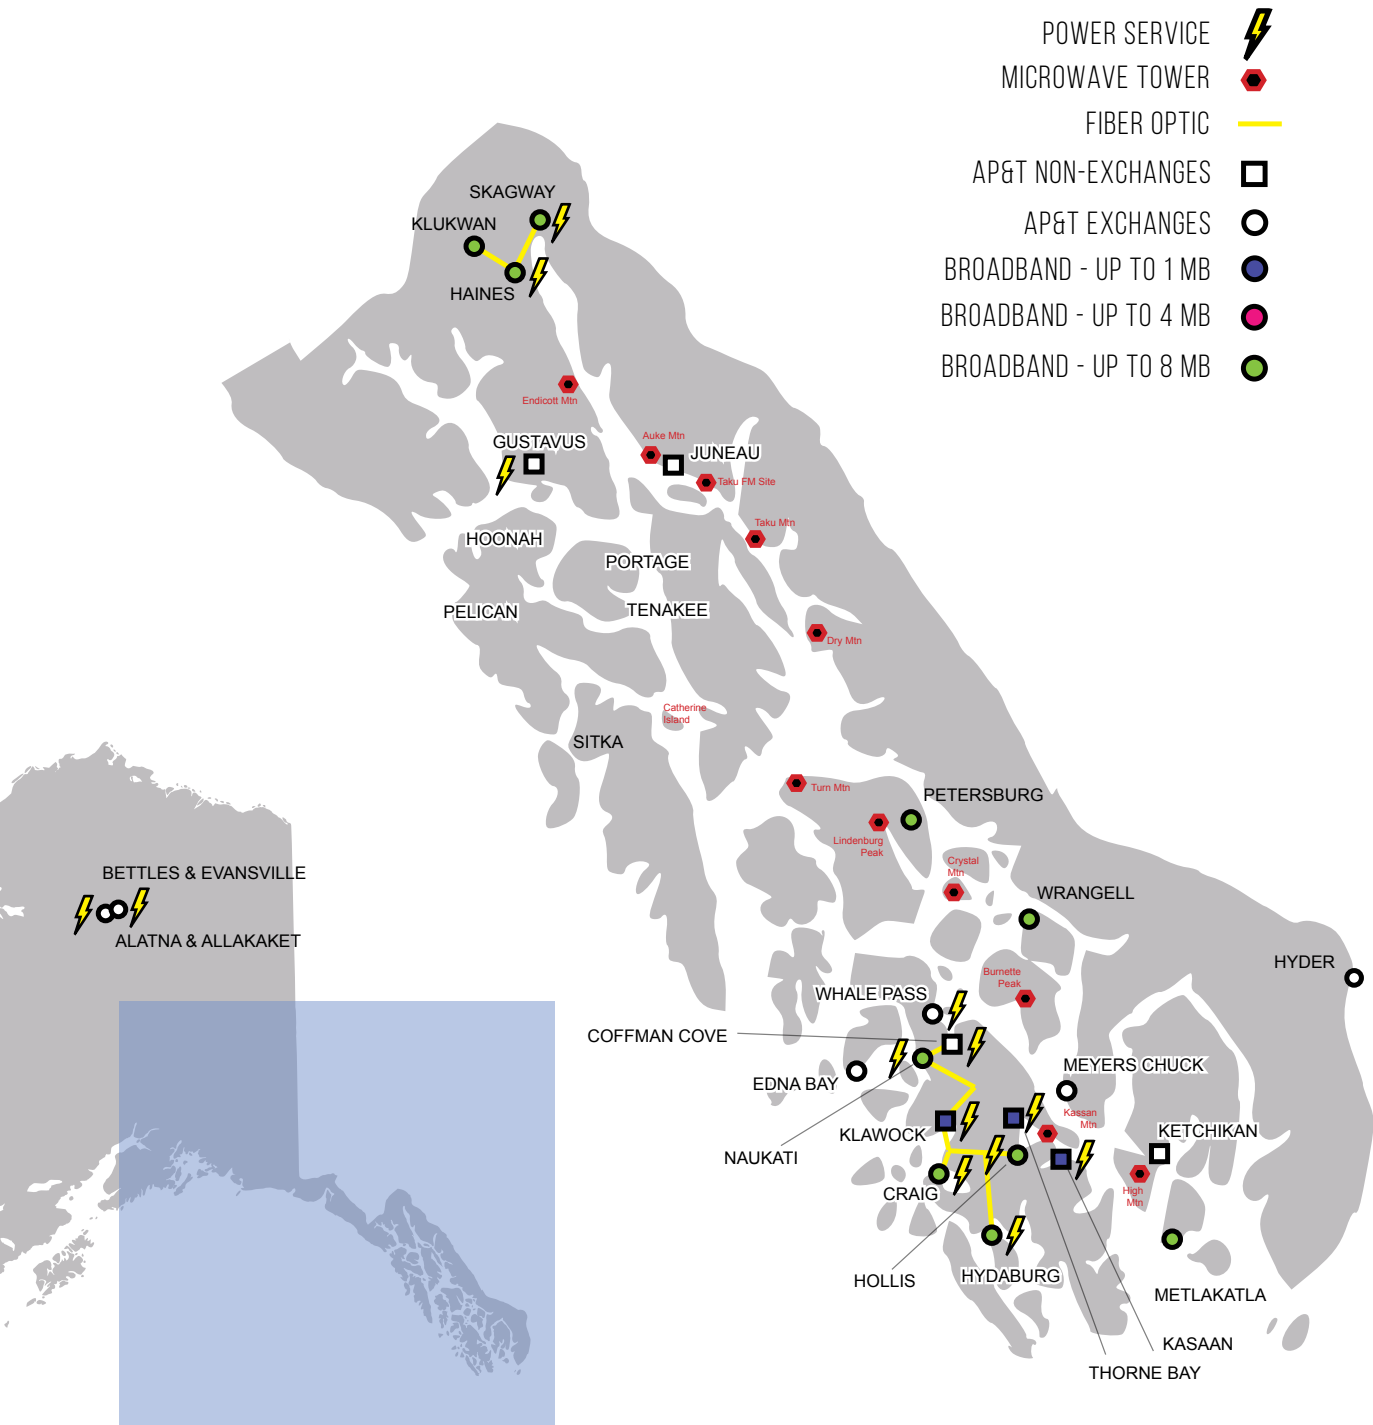 POWER SERVICE
MICROWAVE TOWER
FIBER OPTIC
AP&T NON-EXCHANGES
AP&T EXCHANGES
BROADBAND - UP TO 1 MB
BROADBAND - UP TO 4 MB
BROADBAND - UP TO 8 MB
SKAGWAY
KLUKWAN
HAINES
Endicott Mtn
GUSTAVUS
Auke Mtn
JUNEAU
Taku FM Site
Taku Mtn
HOONAH
PORTAGE
PELICAN
TENAKEE
Dry Mtn
Catherine
Island
SITKA
Turn Mtn
PETERSBURG
Lindenburg
Peak
Crystal
Mtn
WRANGELL
BETTLES & EVANSVILLE
ALATNA & ALLAKAKET
HYDER
Burnette
Peak
WHALE PASS
COFFMAN COVE
EDNA BAY
MEYERS CHUCK
Kassan
Mtn
KLAWOCK
KETCHIKAN
NAUKATI
CRAIG
High
Mtn
HOLLIS
HYDABURG
METLAKATLA
KASAAN
THORNE BAY